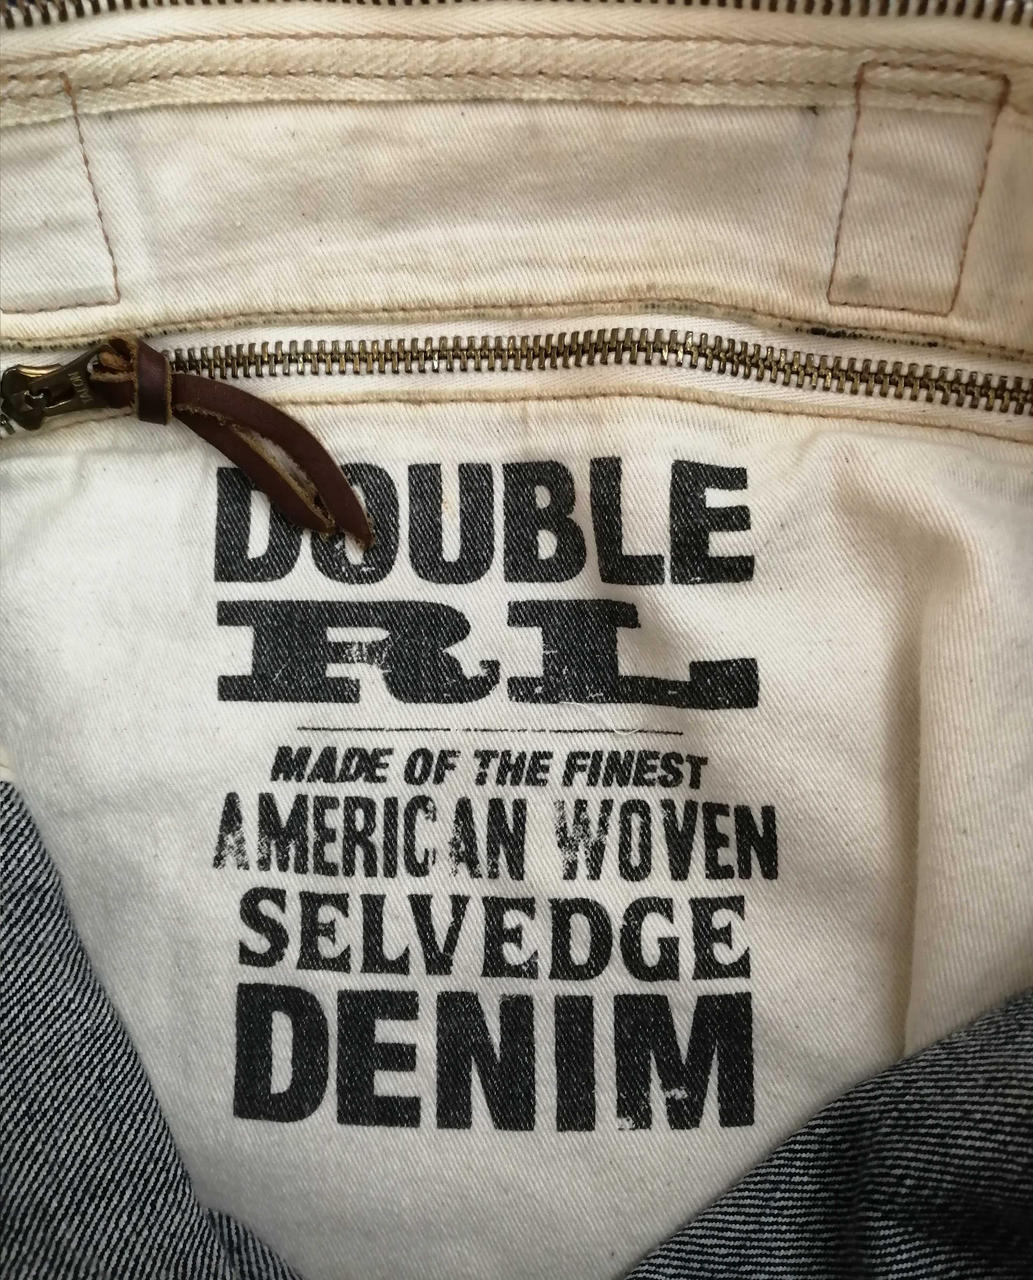 DOUBLE
RL
MADE OF THE FINEST
AMERICAN WOVEN
SELVEDGE
DENIM